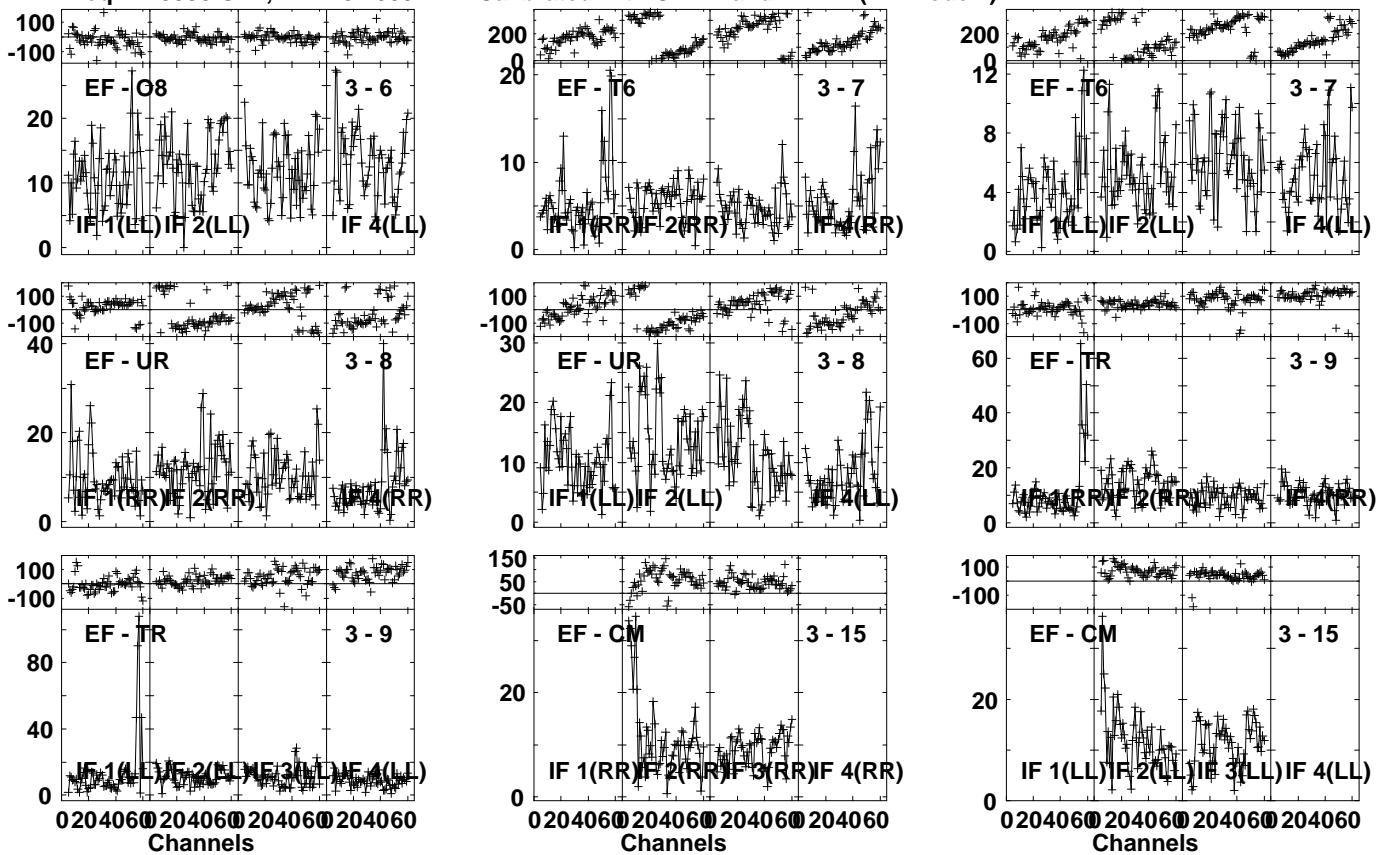 100
-100
EF - O8
3 - 6
20
10
0
IF 1(LL)
IF 2(LL)
IF 4(LL)
200
0
EF - T6
3 - 7
20
10
0
IF 1(RR)
IF 2(RR)
IF 4(RR)
200
0
EF - T6
3 - 7
12
8
4
0
IF 1(LL)
IF 2(LL)
IF 4(LL)
100
-100
EF - UR
3 - 8
40
20
0
IF 1(RR)
IF 2(RR)
IF 4(RR)
100
-100
EF - UR
3 - 8
30
20
10
0
IF 1(LL)
IF 2(LL)
IF 4(LL)
100
-100
EF - TR
3 - 9
60
40
20
0
IF 1(RR)
IF 2(RR)
IF 4(RR)
100
-100
EF - TR
3 - 9
80
40
0
IF 1(LL)
IF 2(LL)
IF 3(LL)
IF 4(LL)
0 20 40 60 0 20 40 60 0 20 40 60 0 20 40 60
Channels
150
50
-50
EF - CM
3 - 15
20
0
IF 1(RR)
IF 2(RR)
IF 3(RR)
IF 4(RR)
0 20 40 60 0 20 40 60 0 20 40 60 0 20 40 60
Channels
100
-100
EF - CM
3 - 15
20
0
IF 1(LL)
IF 2(LL)
IF 3(LL)
IF 4(LL)
0 20 40 60 0 20 40 60 0 20 40 60 0 20 40 60
Channels